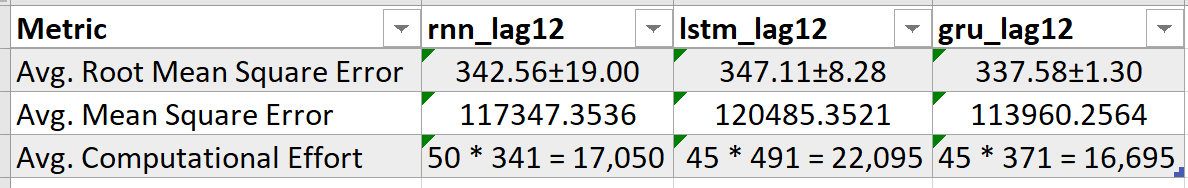 Metric rnn_lag12 lstm_lag12 gru_lag12
Avg. Root Mean Square Error 342.56±19.00 347.11±8.28 337.58±1.30
Avg. Mean Square Error 117347.3536 120485.3521 113960.2564
Avg. Computational Effort 50 * 341 = 17,050 45 * 491 = 22,095 45 * 371 = 16,695